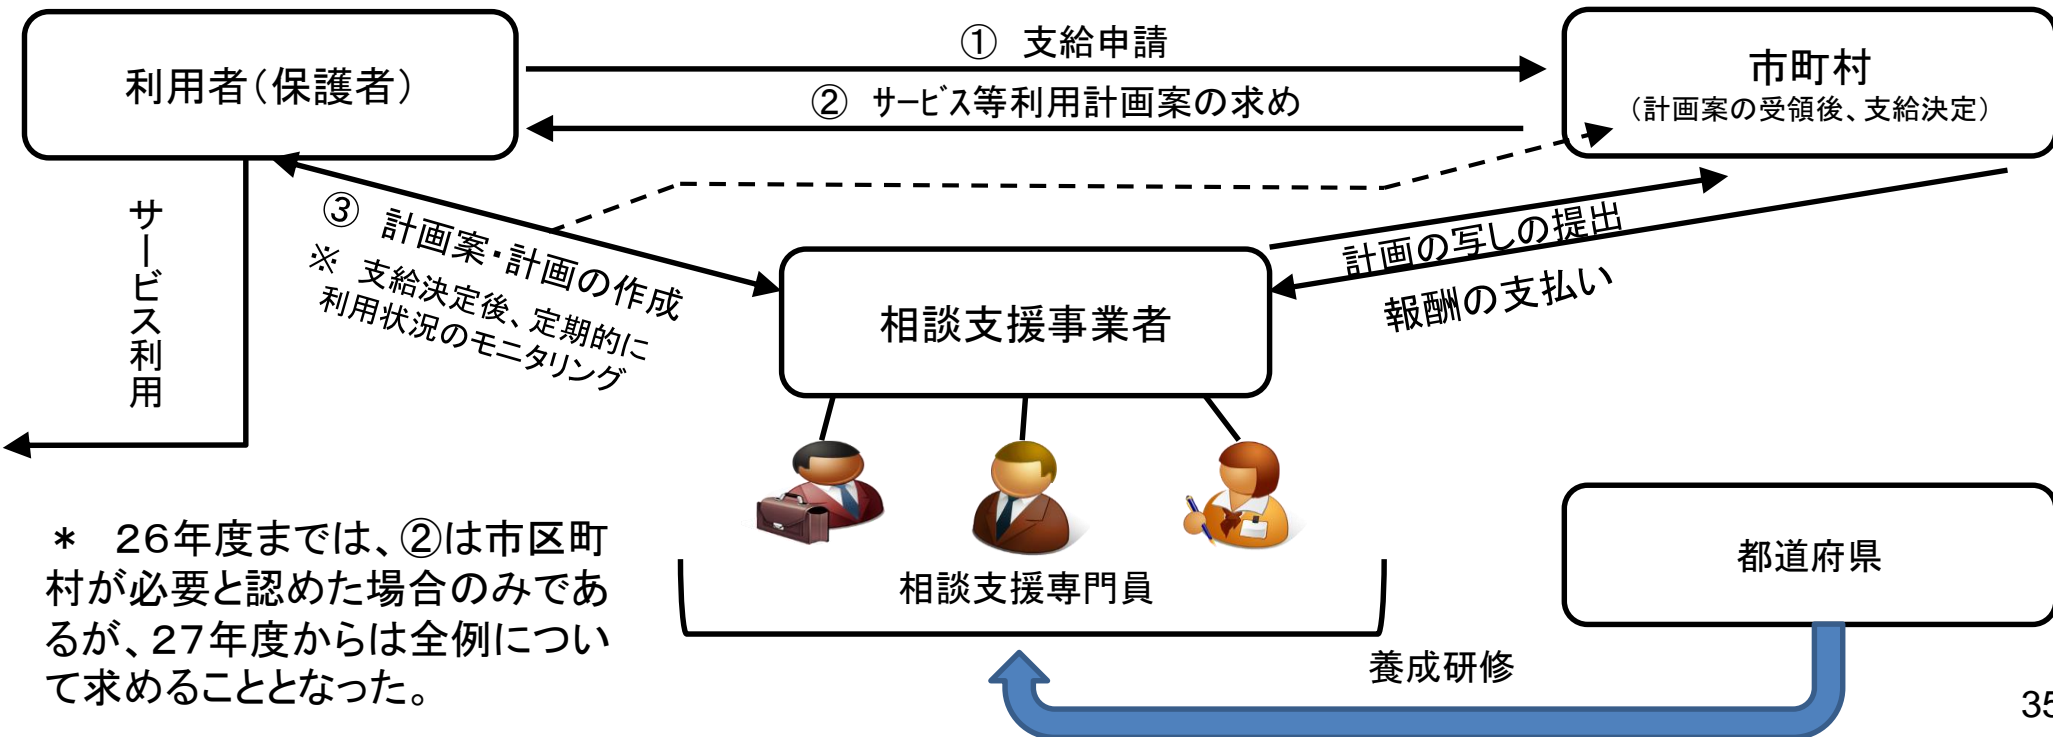 利用者(保護者)
① 支給申請
② サービス等利用計画案の求め
市町村
(計画案の受領後、支給決定)
サービス利用
③ 計画案・計画の作成
※ 支給決定後、定期的に
利用状況のモニタリング
計画の写しの提出
報酬の支払い
相談支援事業者
相談支援専門員
* 26年度までは、②は市区町
村が必要と認めた場合のみであ
るが、27年度からは全例につい
て求めることとなった。
都道府県
養成研修
35